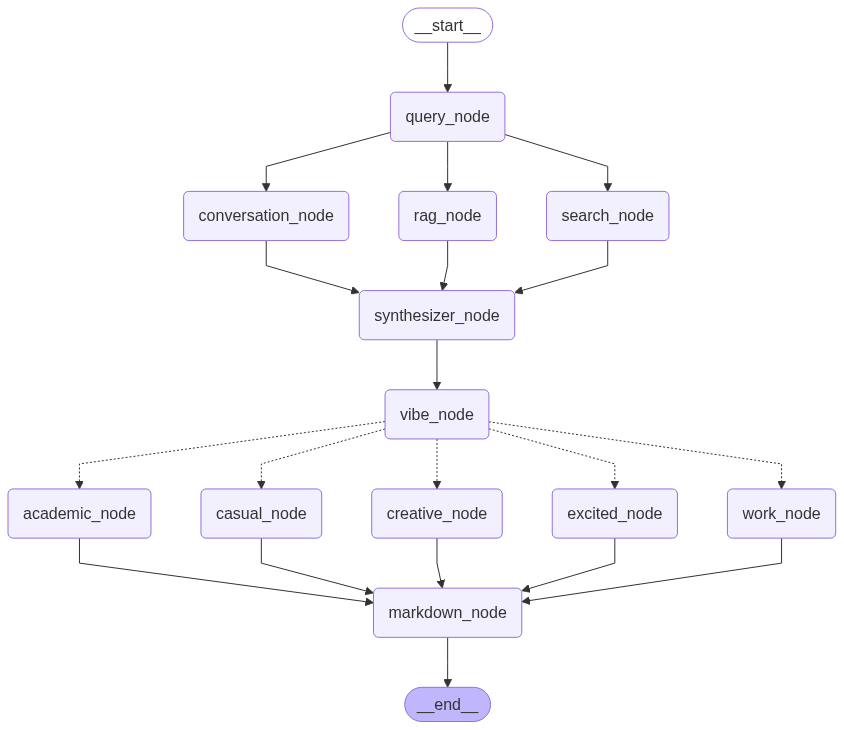 __start__
query_node
conversation_node
rag_node
search_node
synthesizer_node
vibe_node
academic_node
casual_node
creative_node
excited_node
work_node
markdown_node
__end__